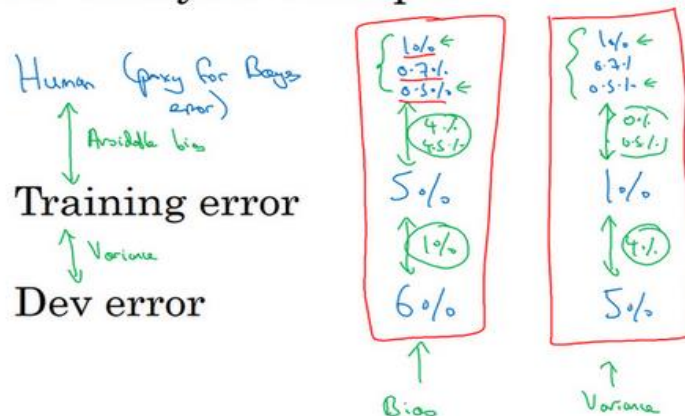 Human (proxy for Bayes error)
Avoidable bias
Training error
Variance
Dev error
1%
0.7%
0.5%
4%
4.5%
5%
1%
6%
Bias
1%
0.7%
0.5%
0%
0.5%
1%
4%
5%
Variance